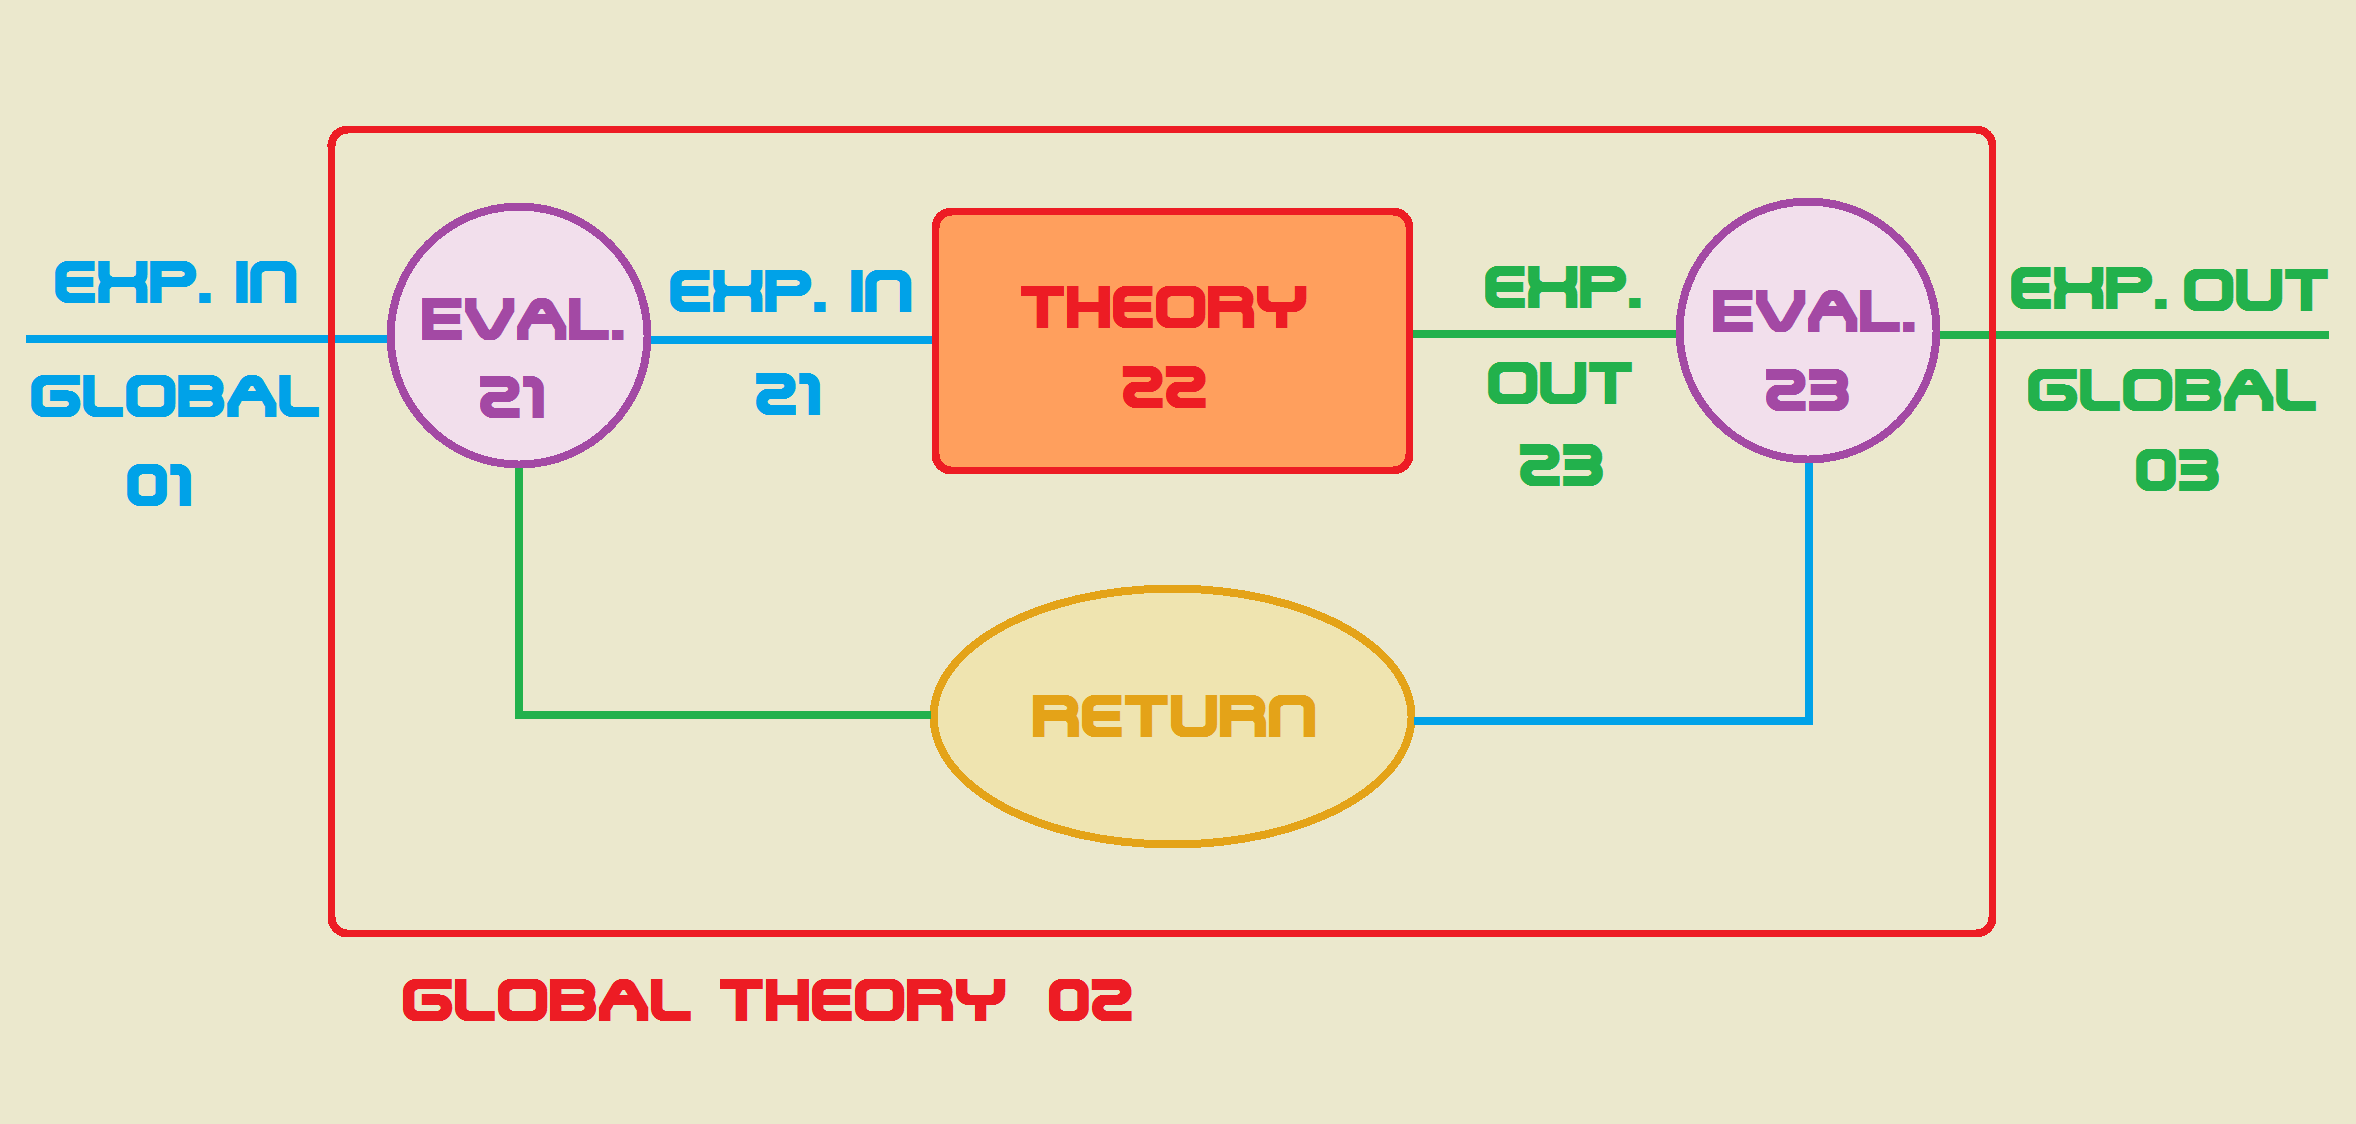 EXP. IN
GLOBAL
01
EVAL.
21
EXP. IN
21
THEORY
22
EXP.
OUT
23
EVAL.
23
EXP. OUT
GLOBAL
03
RETURN
GLOBAL THEORY 02